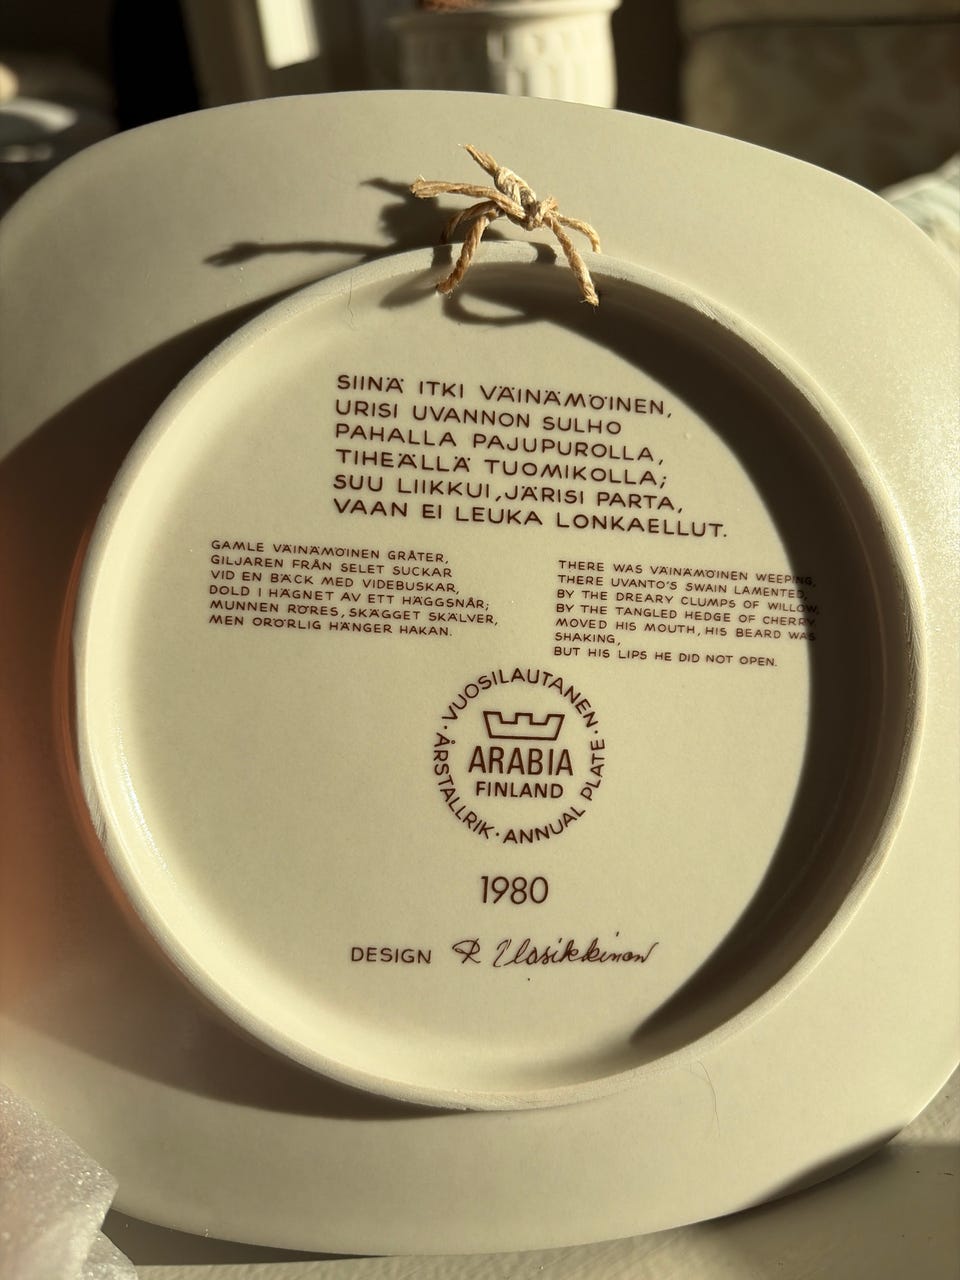 SIINÄ ITKI VÄINÄMÖINEN,
URISI UVANNON SULHO
PAHALLA PAJUPUROLLA,
TIHEÄLLÄ TUOMIKOLLA;
SUU LIIKKUI, JÄRISI PARTA,
VAAN EI LEUKA LONKAELLUT.
GAMLE VÄINÄMÖINEN GRÅTER,
GILJAREN FRÅN SELET SUCKAR
VID EN BÄCK MED VIDEBUSKAR,
DOLD I HÄGNET AV ETT HÄGGSNÅR;
MUNNEN RÖRES, SKÄGGET SKÄLVER,
MEN ORÖRLIG HÄNGER HAKAN.
THERE WAS VÄINÄMÖINEN WEEPING,
THERE UVANTO'S SWAIN LAMENTED,
BY THE DREARY CLUMPS OF WILLOW,
BY THE TANGLED HEDGE OF CHERRY.
MOVED HIS MOUTH, HIS BEARD WAS
SHAKING,
BUT HIS LIPS HE DID NOT OPEN.
· VUOSILAUTANEN ·
ARABIA
FINLAND
ÅRSTALLRIK · ANNUAL PLATE
1980
DESIGN R Uosikkinen